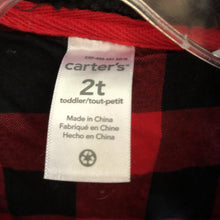 carter's
2t
toddler/tout-petit
Made in China
Fabriqué en Chine
Hecho en China